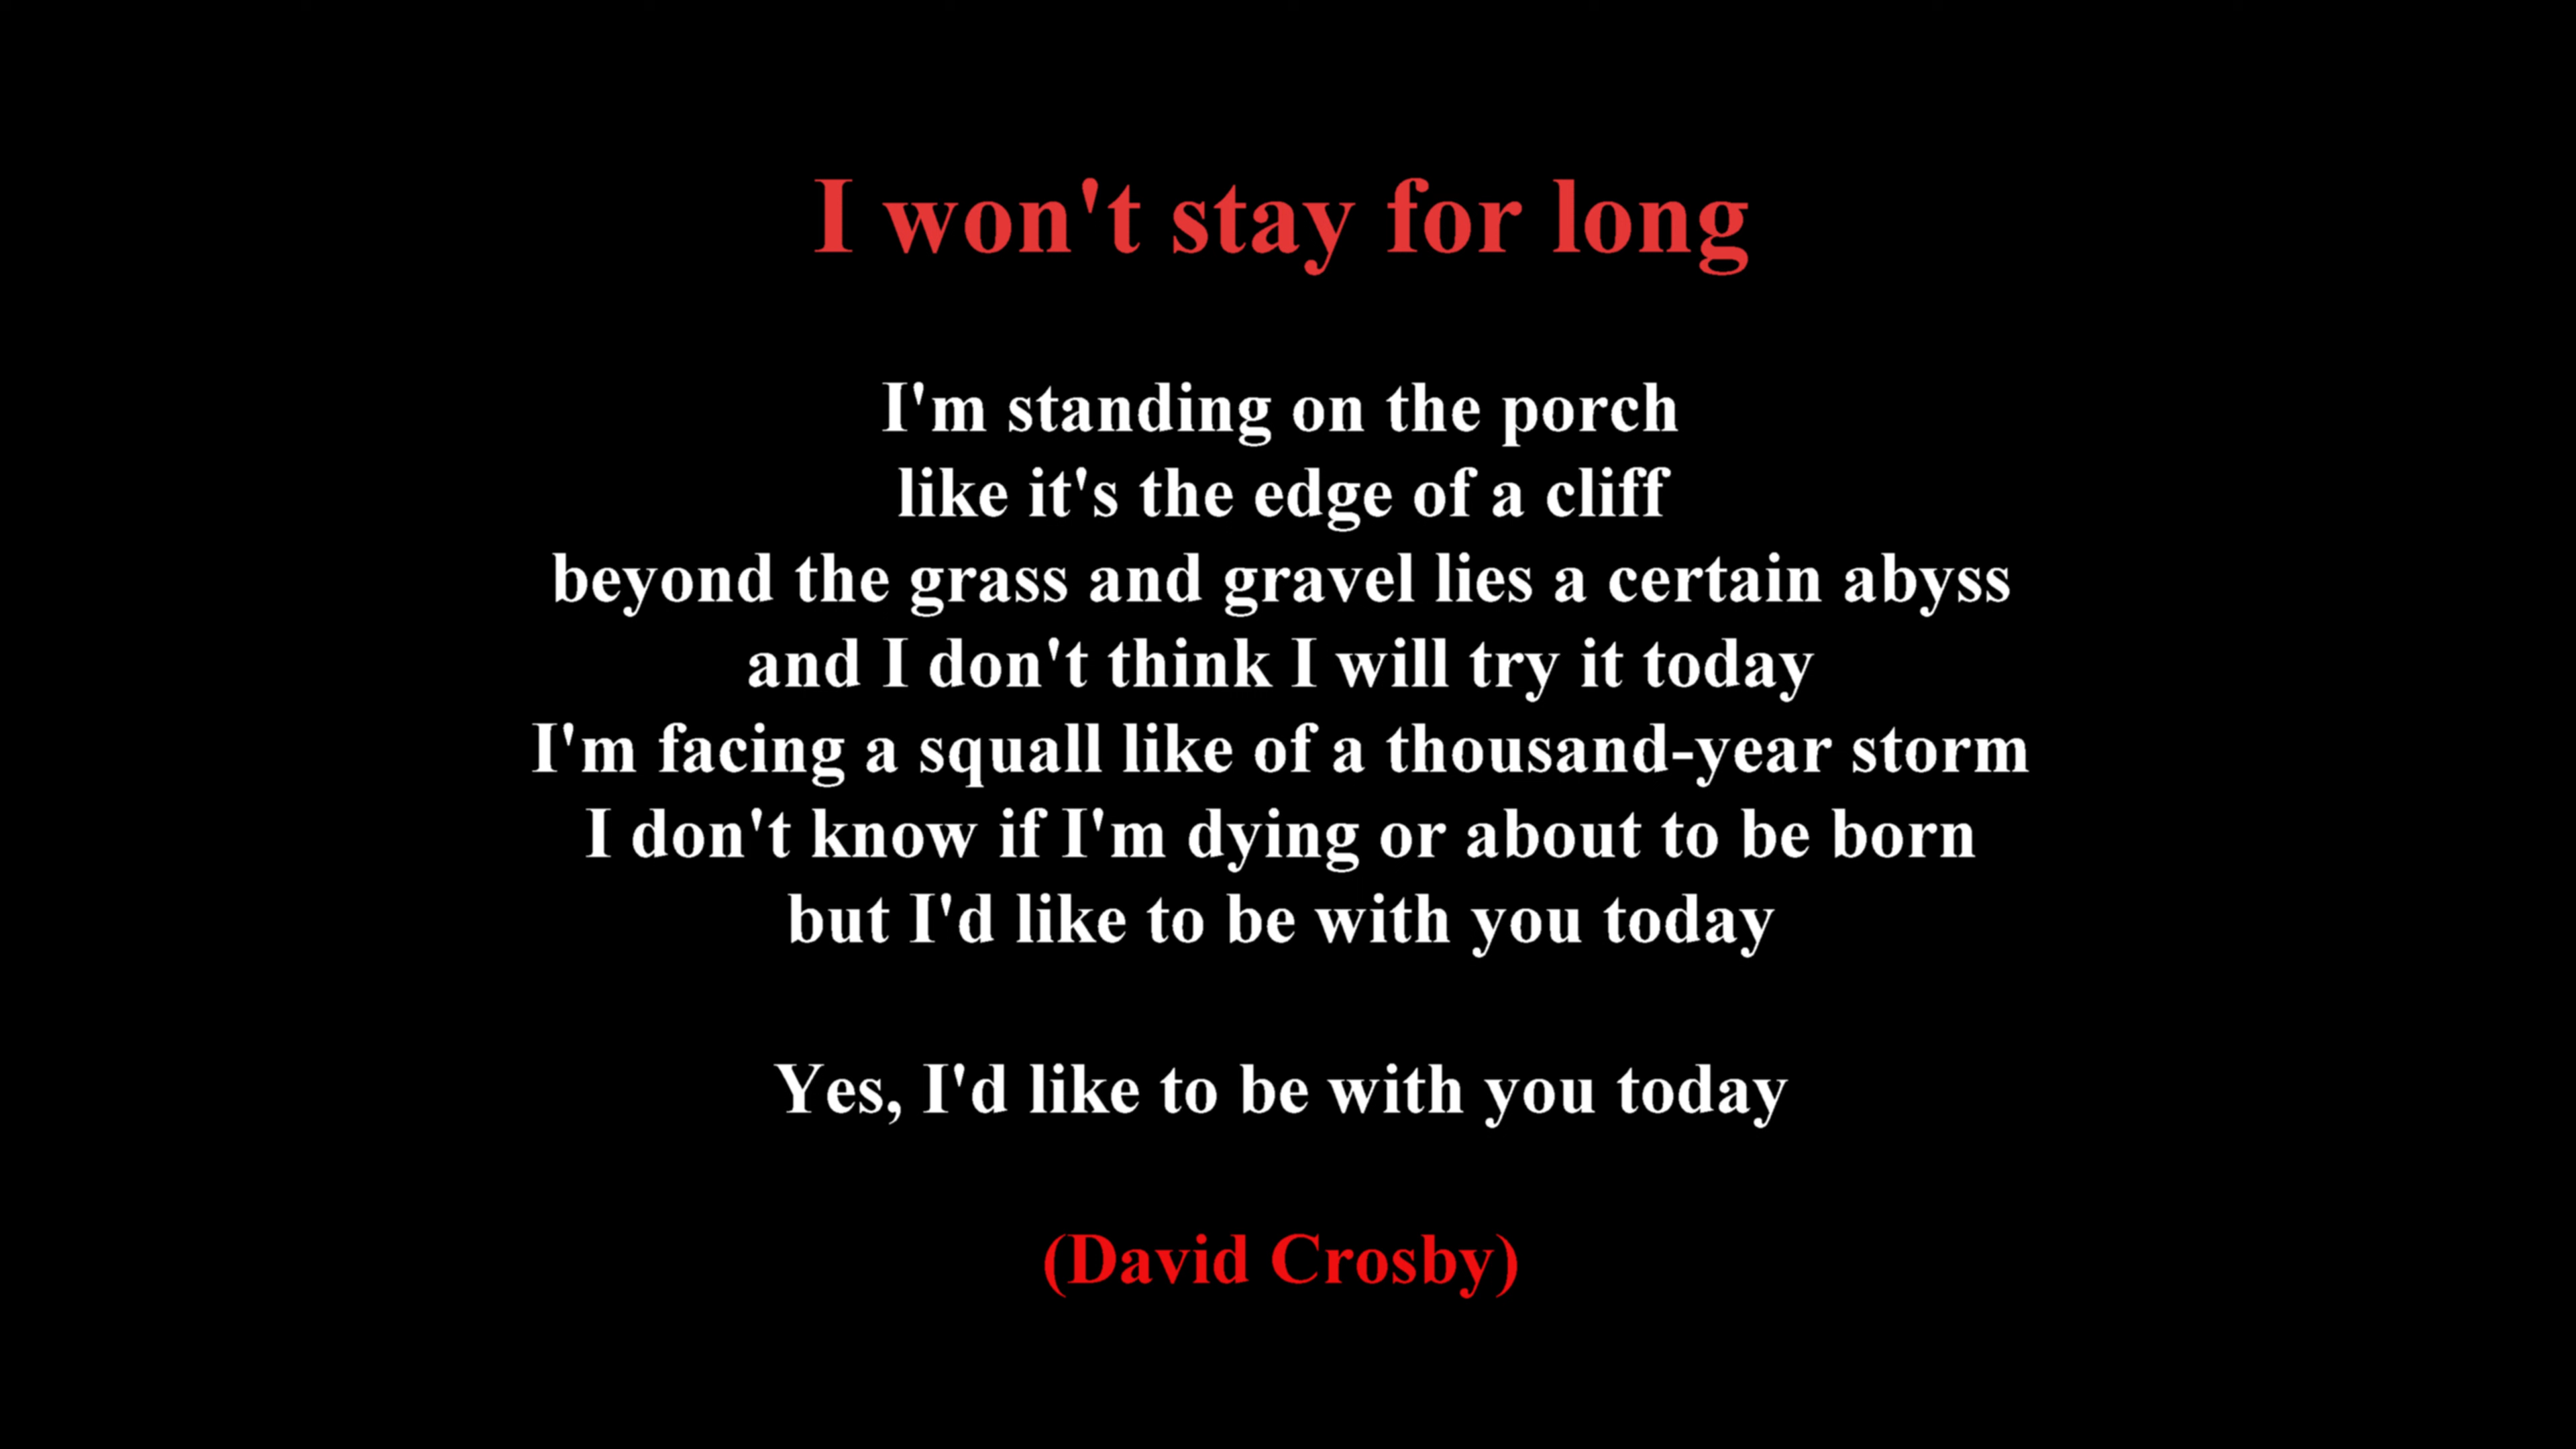 I won't stay for long
I'm standing on the porch
like it's the edge of a cliff
beyond the grass and gravel lies a certain abyss
and I don't think I will try it today
I'm facing a squall like of a thousand-year storm
I don't know if I'm dying or about to be born
but I'd like to be with you today
Yes, I'd like to be with you today
(David Crosby)